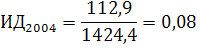 ИД₂₀₀₄ = 112,9 / 1424,4 = 0,08